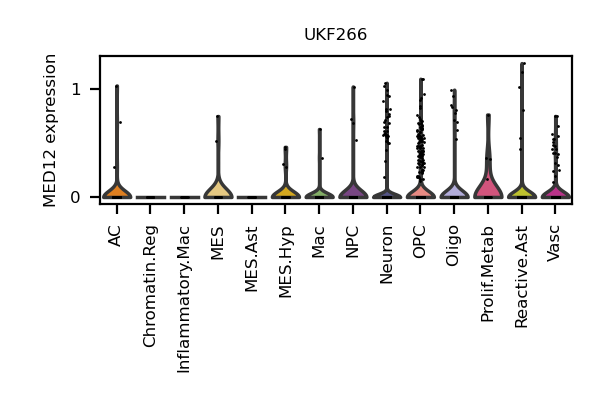 UKF266
MED12 expression
1
0
AC
Chromatin.Reg
Inflammatory.Mac
MES
MES.Ast
MES.Hyp
Mac
NPC
Neuron
OPC
Oligo
Prolif.Metab
Reactive.Ast
Vasc